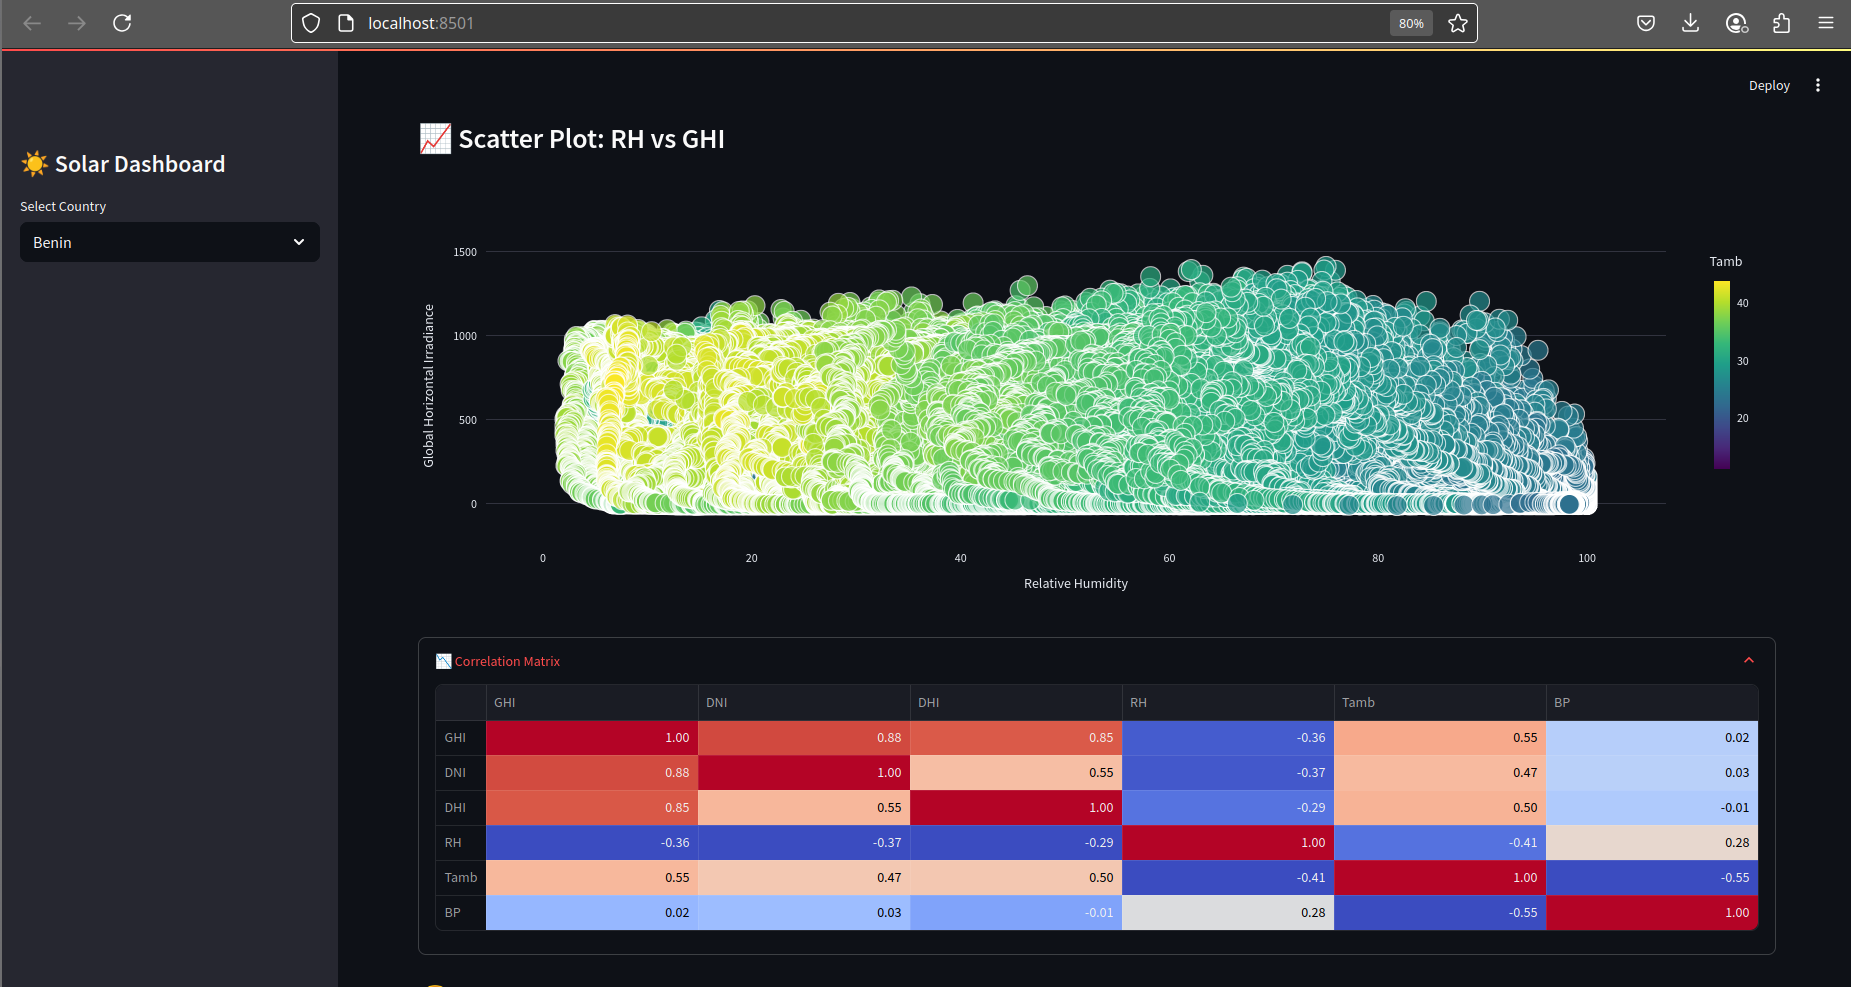 localhost:8501
80%
Deploy
Solar Dashboard
Select Country
Benin
Scatter Plot: RH vs GHI
1500
1000
500
0
Global Horizontal Irradiance
0 20 40 60 80 100
Relative Humidity
Tamb
40
30
20
Correlation Matrix
GHI DNI DHI RH Tamb BP
GHI 1.00 0.88 0.85 -0.36 0.55 0.02
DNI 0.88 1.00 0.55 -0.37 0.47 0.03
DHI 0.85 0.55 1.00 -0.29 0.50 -0.01
RH -0.36 -0.37 -0.29 1.00 -0.41 0.28
Tamb 0.55 0.47 0.50 -0.41 1.00 -0.55
BP 0.02 0.03 -0.01 0.28 -0.55 1.00